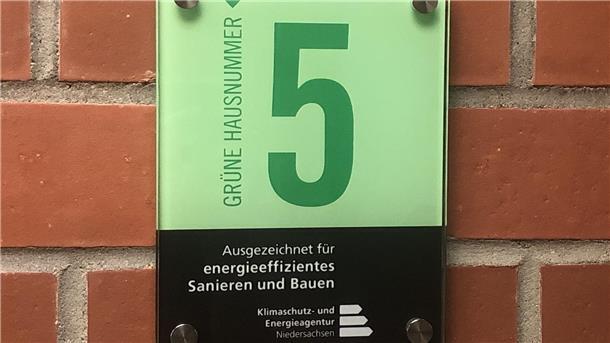 GRÜNE HAUSNUMMER
5
Ausgezeichnet für
energieeffizientes
Sanieren und Bauen
Klimaschutz- und
Energieagentur
Niedersachsen